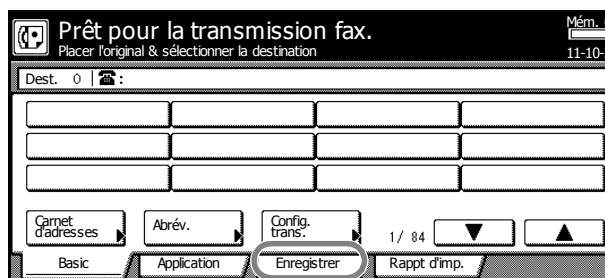 Prêt pour la transmission fax.
Mém.
Placer l'original & sélectionner la destination
11-10-
Dest. 0 :
Carnet d'adresses
Abrév.
Config. trans.
1/ 84
Basic
Application
Enregistrer
Rappt d'imp.